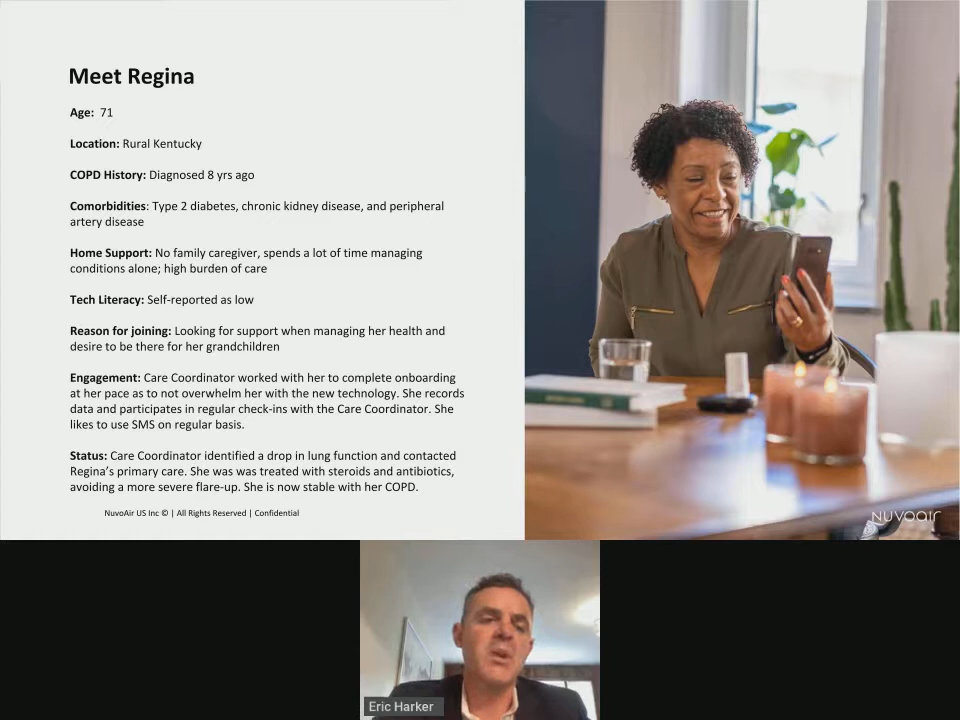 Meet Regina
Age: 71
Location: Rural Kentucky
COPD History: Diagnosed 8 yrs ago
Comorbidities: Type 2 diabetes, chronic kidney disease, and peripheral
artery disease
Home Support: No family caregiver, spends a lot of time managing
conditions alone; high burden of care
Tech Literacy: Self-reported as low
Reason for joining: Looking for support when managing her health and
desire to be there for her grandchildren
Engagement: Care Coordinator worked with her to complete onboarding
at her pace as to not overwhelm her with the new technology. She records
data and participates in regular check-ins with the Care Coordinator. She
likes to use SMS on regular basis.
Status: Care Coordinator identified a drop in lung function and contacted
Regina's primary care. She was was treated with steroids and antibiotics,
avoiding a more severe flare-up. She is now stable with her COPD.
NuvoAir US Inc © | All Rights Reserved | Confidential
nuvoair
Eric Harker